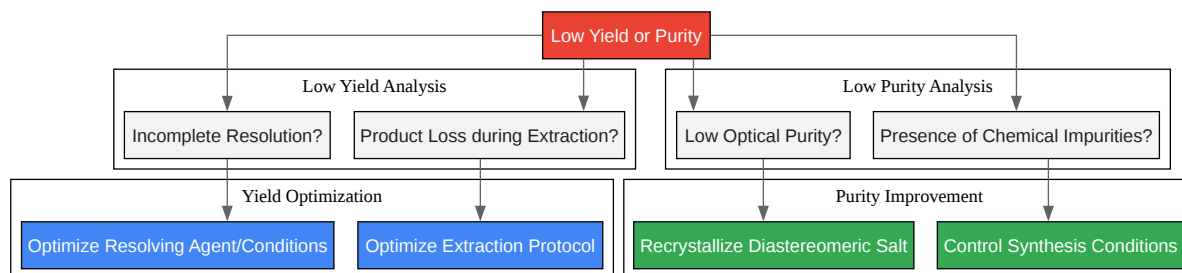 Low Yield or Purity
Low Yield Analysis
Low Purity Analysis
Incomplete Resolution?
Product Loss during Extraction?
Low Optical Purity?
Presence of Chemical Impurities?
Yield Optimization
Purity Improvement
Optimize Resolving Agent/Conditions
Optimize Extraction Protocol
Recrystallize Diastereomeric Salt
Control Synthesis Conditions